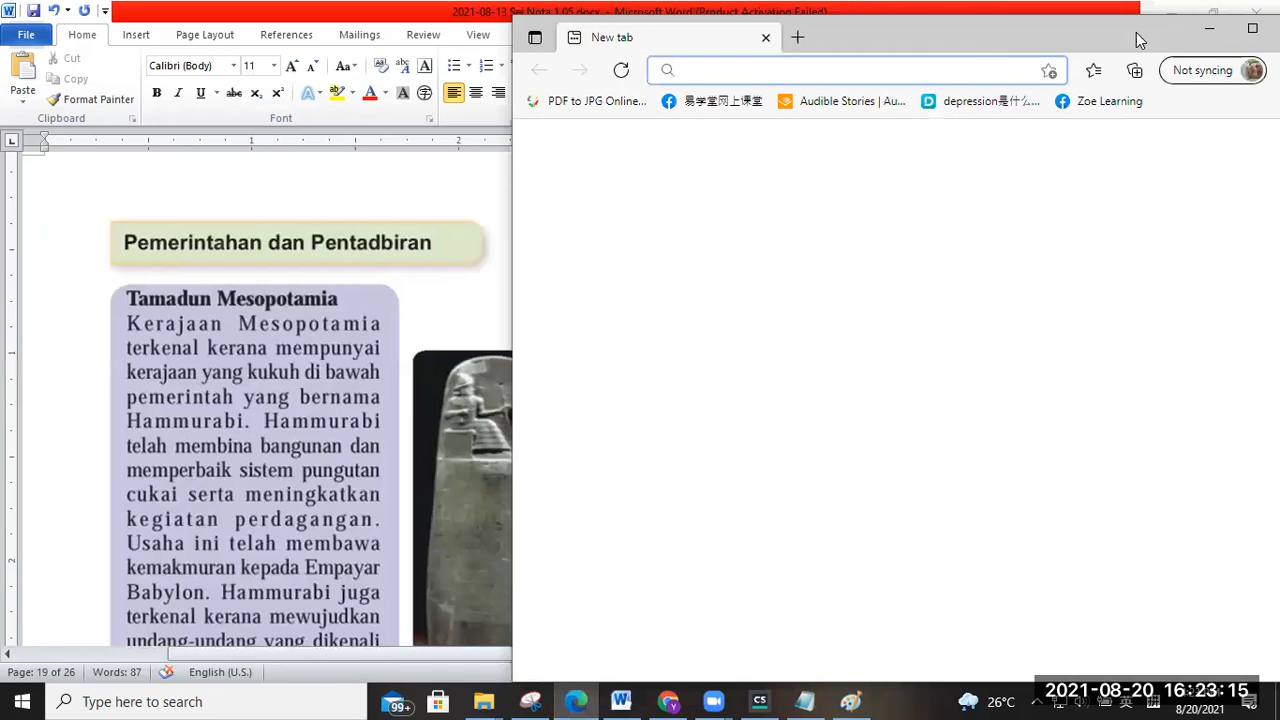 2021-08-13 Sej Nota 1.05.docx - Microsoft Word (Product Activation Failed)
File Home Insert Page Layout References Mailings Review View
Cut
Copy
Format Painter
Paste
Clipboard
Calibri (Body) 11
Font
New tab
Not syncing
PDF to JPG Online... 易学堂网上课堂 Audible Stories | Au... depression是什么... Zoe Learning
1 2
Pemerintahan dan Pentadbiran
Tamadun Mesopotamia
Kerajaan Mesopotamia
terkenal kerana mempunyai
kerajaan yang kukuh di bawah
pemerintah yang bernama
Hammurabi. Hammurabi
telah membina bangunan dan
memperbaik sistem pungutan
cukai serta meningkatkan
kegiatan perdagangan.
Usaha ini telah membawa
kemakmuran kepada Empayar
Babylon. Hammurabi juga
terkenal kerana mewujudkan
undang-undang yang dikenali
Page: 19 of 26 Words: 87 English (U.S.)
Type here to search
99+
26°C
2021-08-20 16:23:15
8/20/2021